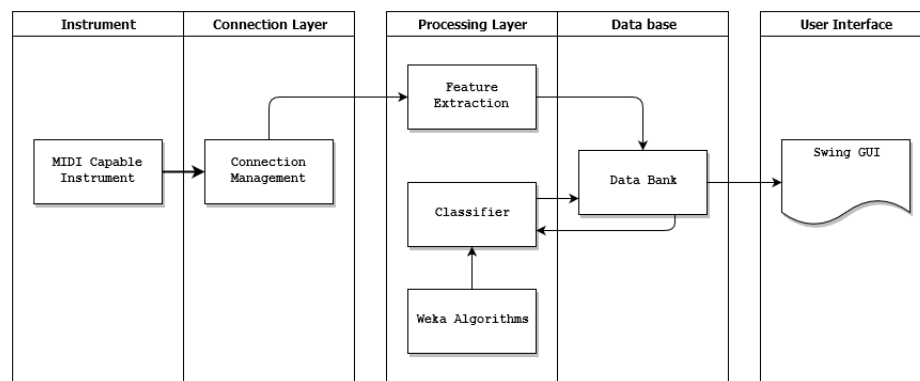 Instrument
Connection Layer
Processing Layer
Data base
User Interface
Feature
Extraction
MIDI Capable
Instrument
Connection
Management
Swing GUI
Data Bank
Classifier
Weka Algorithms